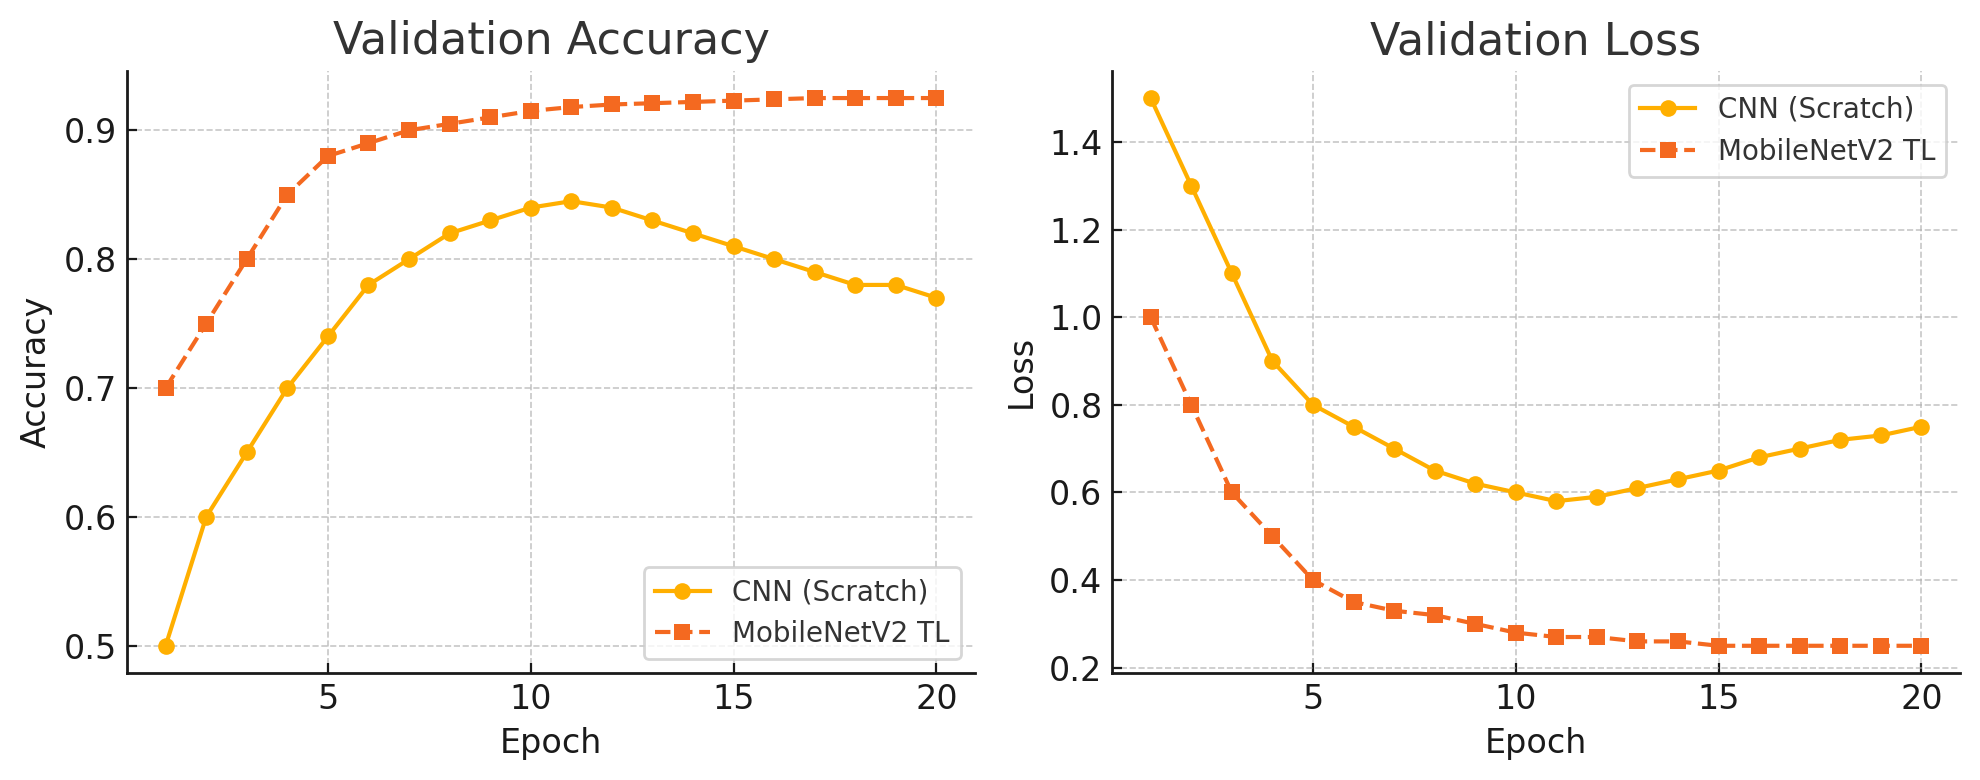 Validation Accuracy
0.9
0.8
0.7
0.6
0.5
Accuracy
5 10 15 20
Epoch
CNN (Scratch)
MobileNetV2 TL
Validation Loss
1.4
1.2
1.0
0.8
0.6
0.4
0.2
Loss
5 10 15 20
Epoch
CNN (Scratch)
MobileNetV2 TL